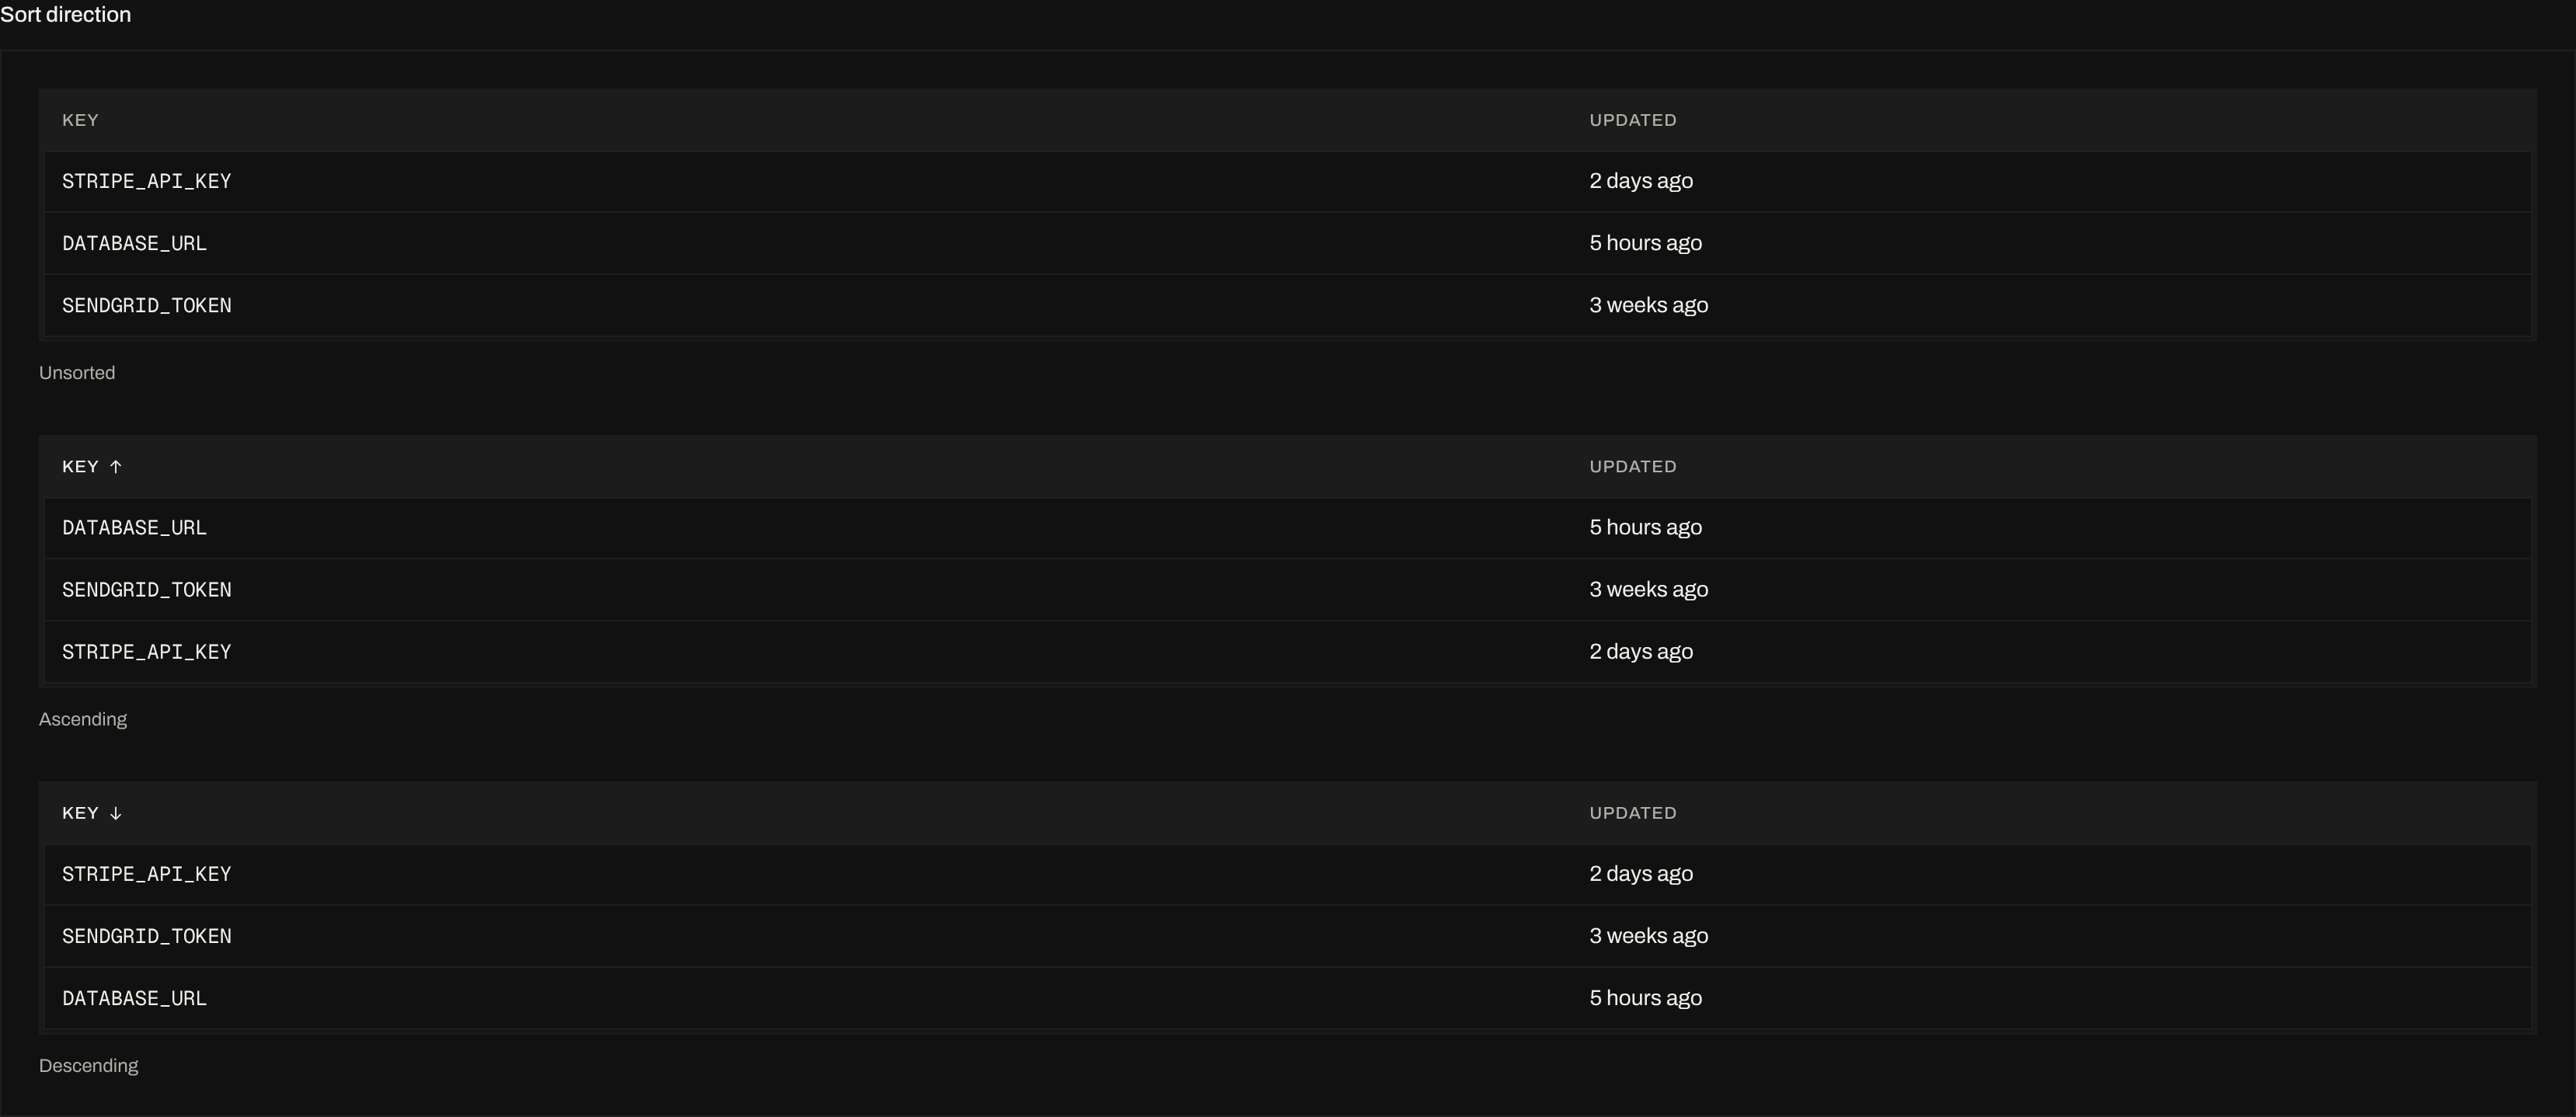 Sort direction
KEY UPDATED
STRIPE_API_KEY 2 days ago
DATABASE_URL 5 hours ago
SENDGRID_TOKEN 3 weeks ago
Unsorted
KEY ↑ UPDATED
DATABASE_URL 5 hours ago
SENDGRID_TOKEN 3 weeks ago
STRIPE_API_KEY 2 days ago
Ascending
KEY ↓ UPDATED
STRIPE_API_KEY 2 days ago
SENDGRID_TOKEN 3 weeks ago
DATABASE_URL 5 hours ago
Descending